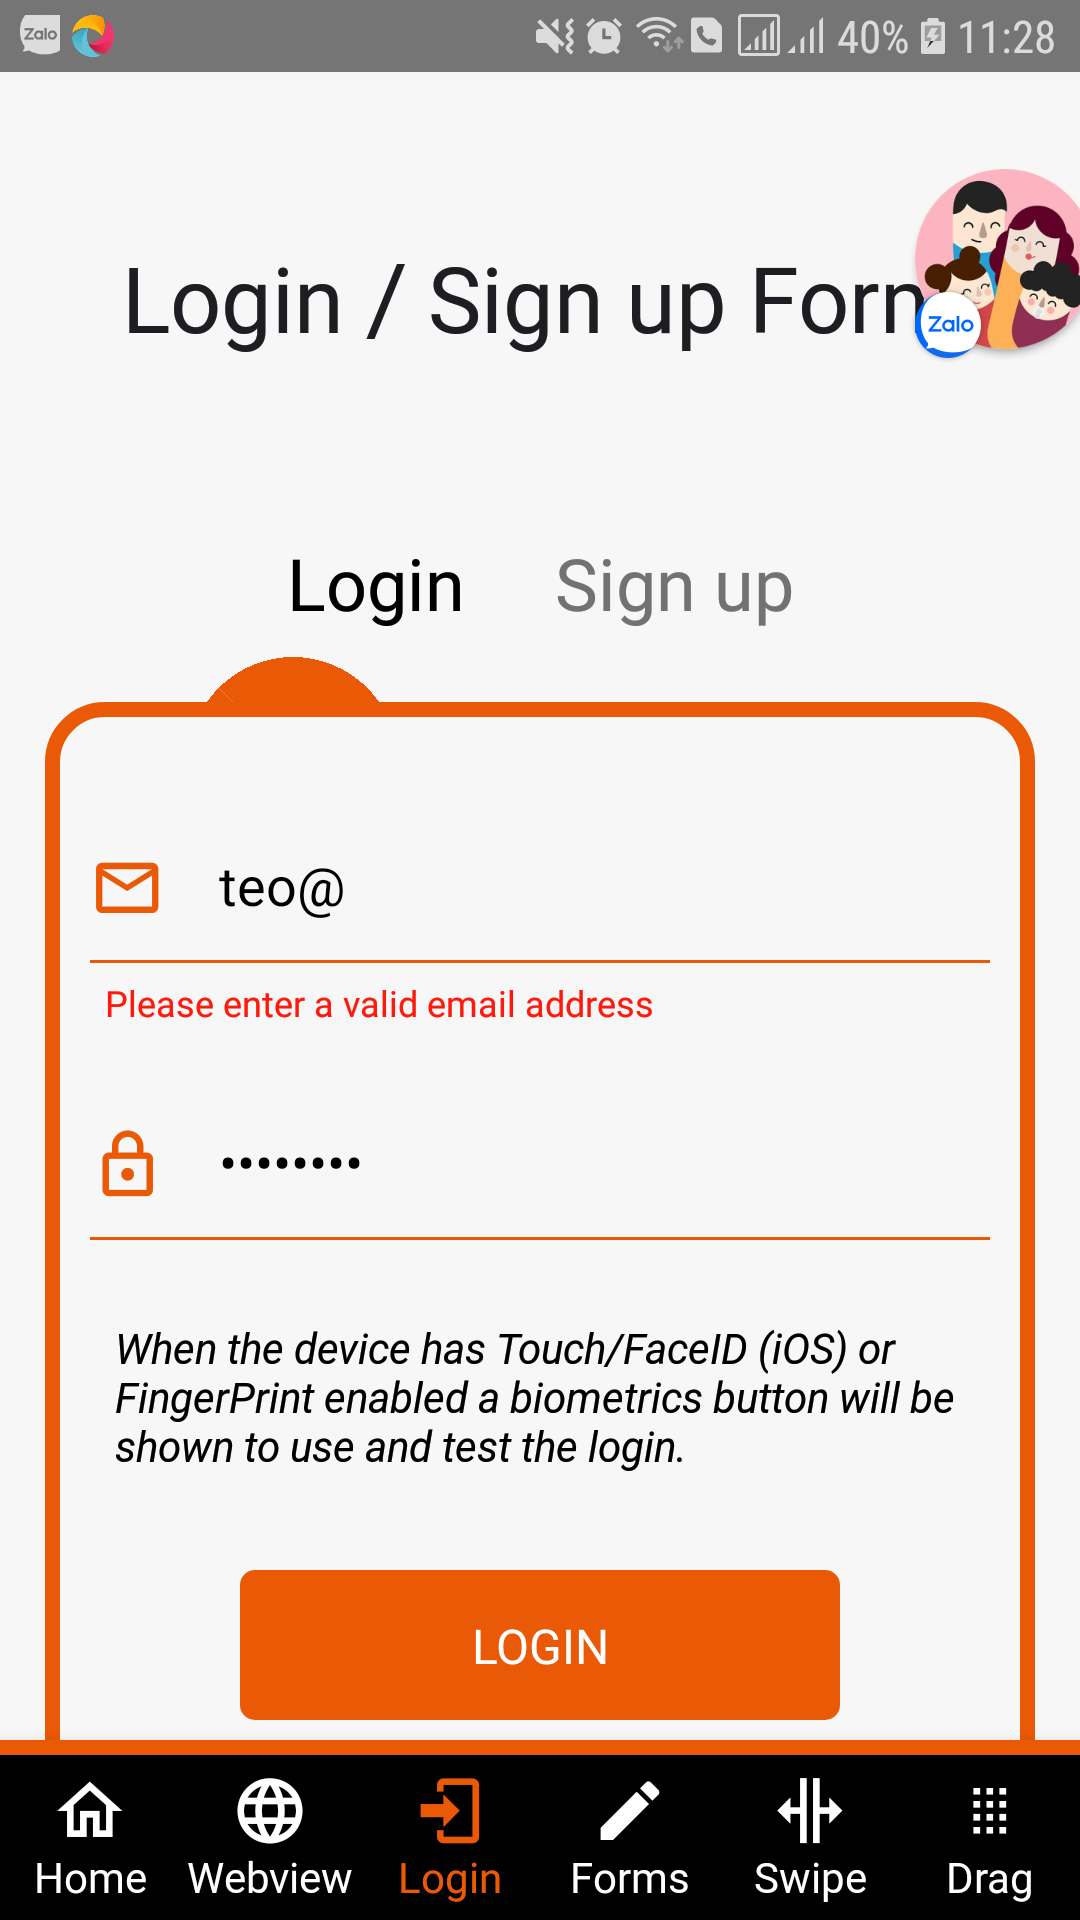 Zalo 40% 11:28
Login / Sign up
Zalo
Login Sign up
teo@
Please enter a valid email address
••••••••
When the device has Touch/FaceID (iOS) or
FingerPrint enabled a biometrics button will be
shown to use and test the login.
LOGIN
Home Webview Login Forms Swipe Drag